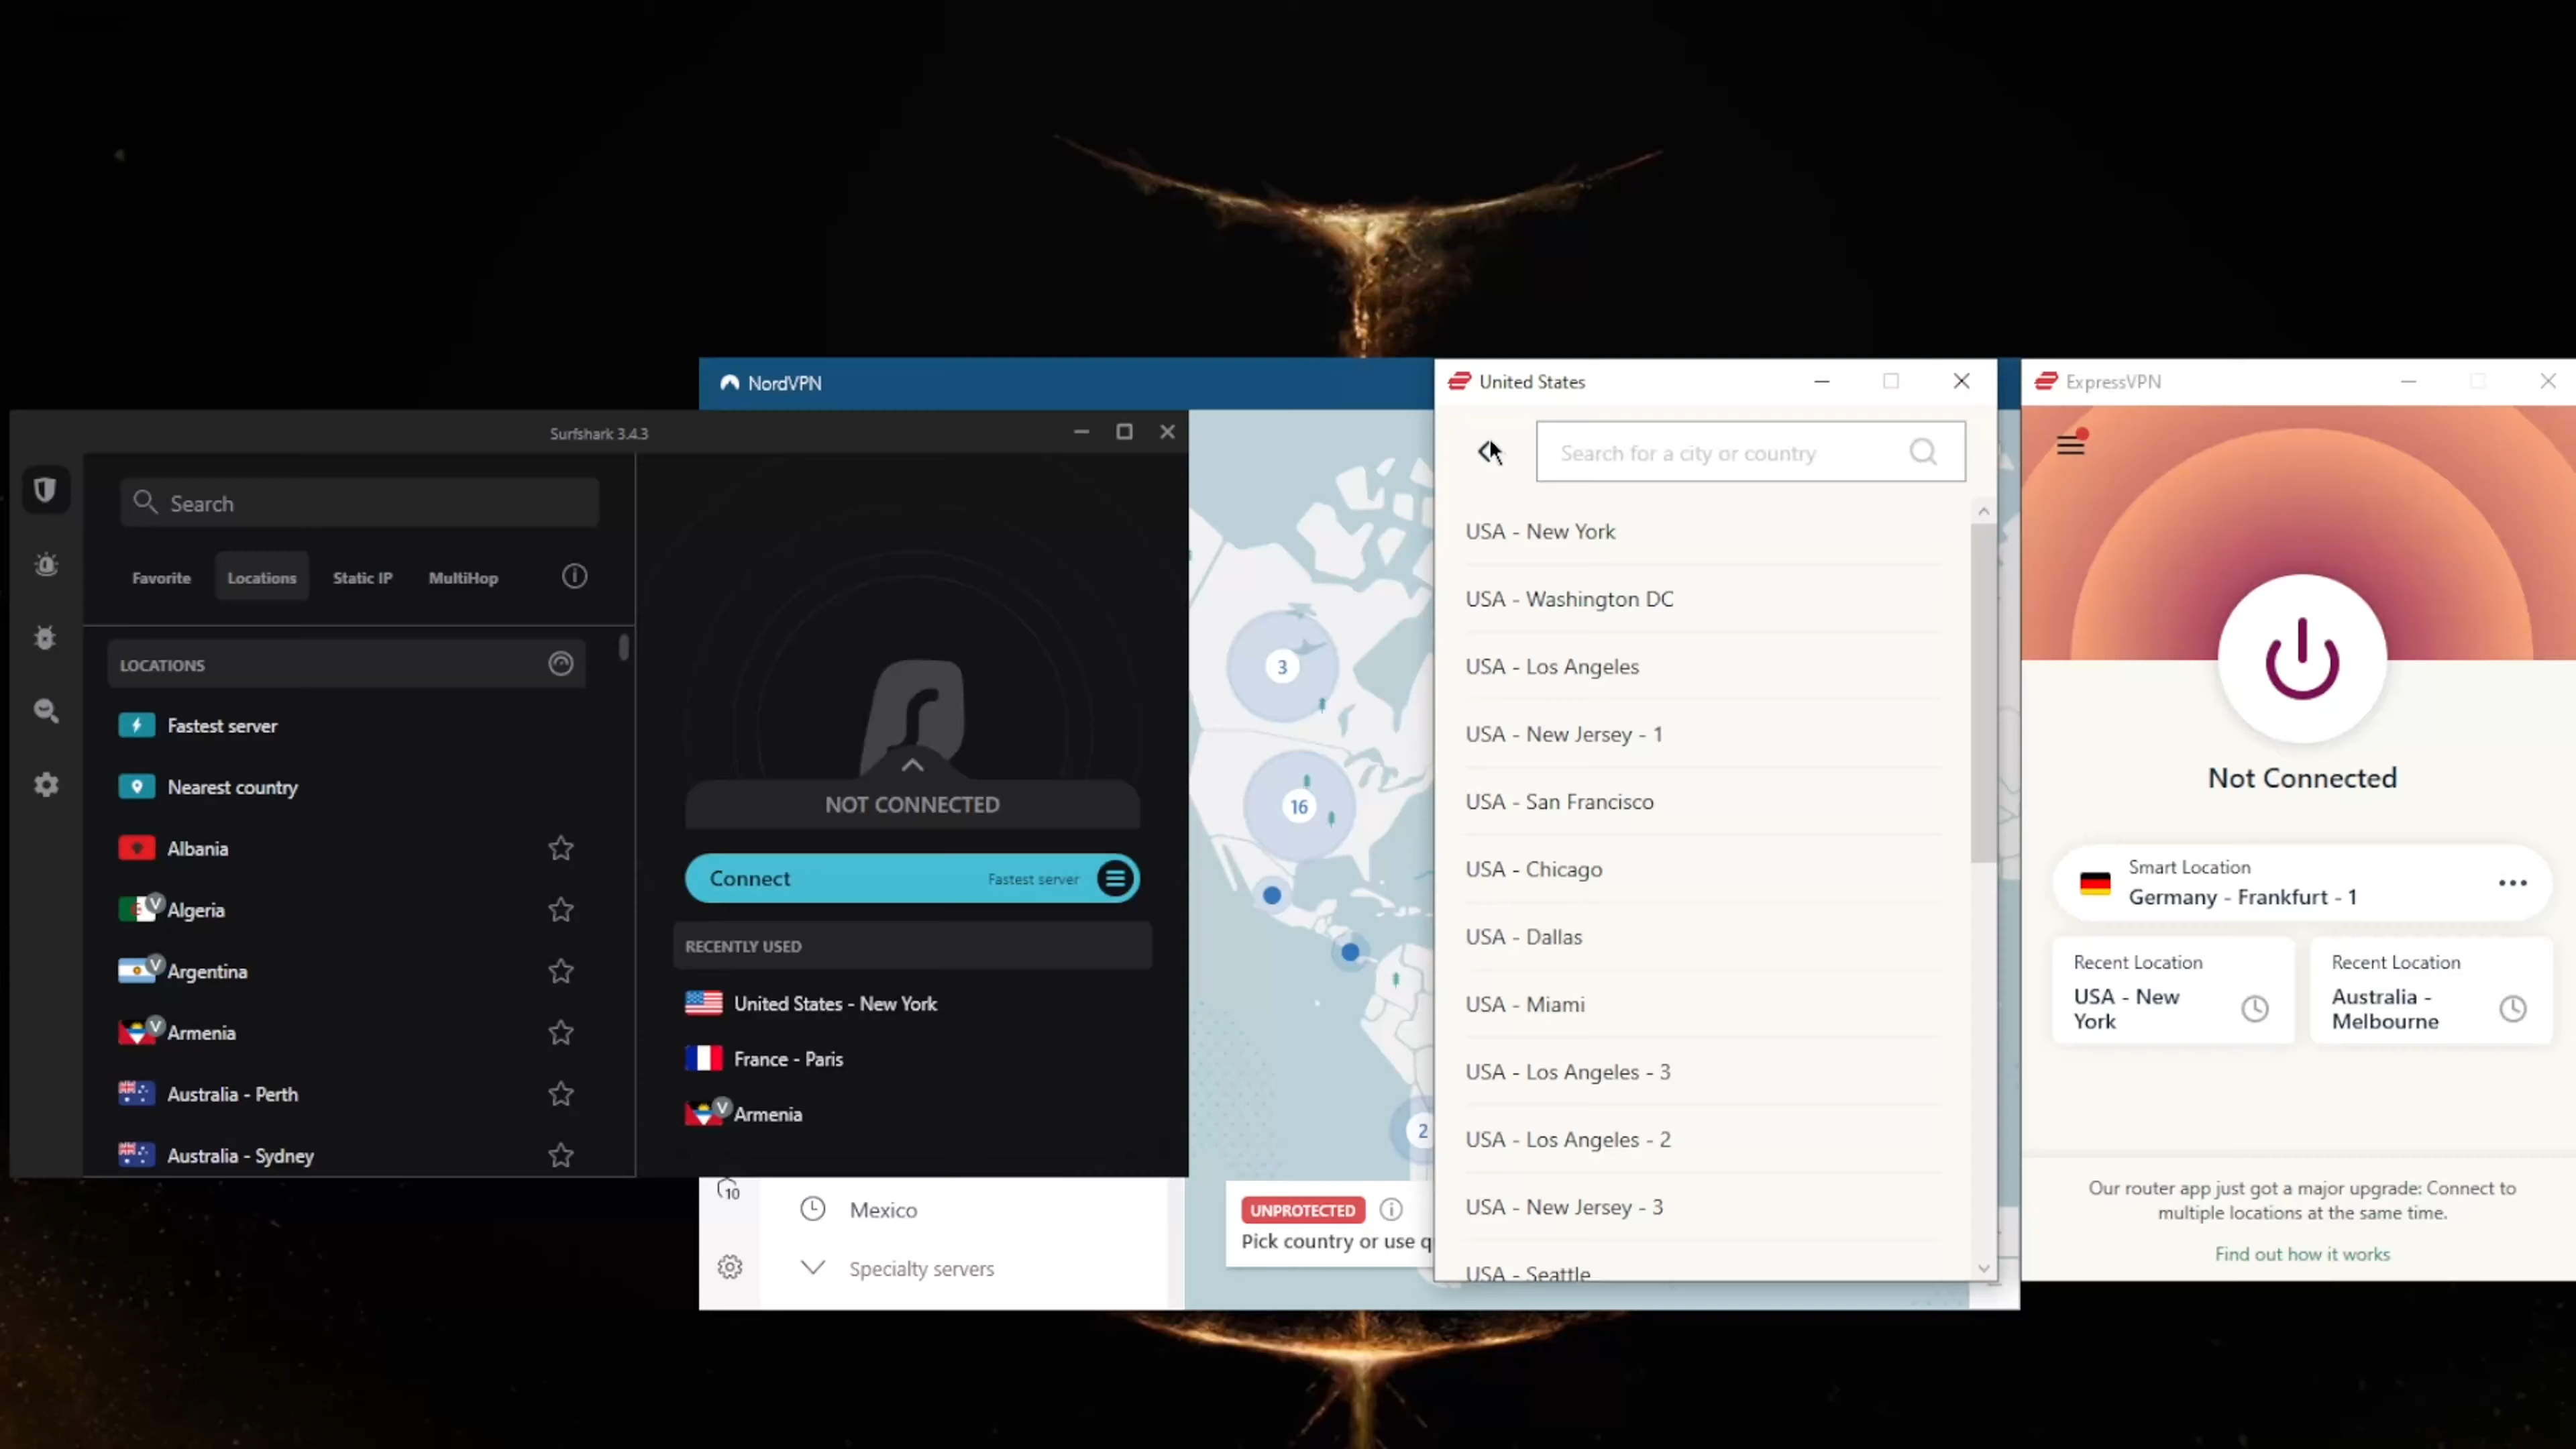 NordVPN
Surfshark 3.4.3
Search
Favorite
Locations
Static IP
MultiHop
LOCATIONS
Fastest server
Nearest country
Albania
V
Algeria
V
Argentina
V
Armenia
Australia - Perth
Australia - Sydney
NOT CONNECTED
Connect
Fastest server
RECENTLY USED
United States - New York
France - Paris
V
Armenia
10
Mexico
Specialty servers
3
16
2
UNPROTECTED
Pick country or use q
United States
Search for a city or country
USA - New York
USA - Washington DC
USA - Los Angeles
USA - New Jersey - 1
USA - San Francisco
USA - Chicago
USA - Dallas
USA - Miami
USA - Los Angeles - 3
USA - Los Angeles - 2
USA - New Jersey - 3
USA - Seattle
ExpressVPN
Not Connected
Smart Location
Germany - Frankfurt - 1
Recent Location
USA - New
York
Recent Location
Australia -
Melbourne
Our router app just got a major upgrade: Connect to
multiple locations at the same time.
Find out how it works